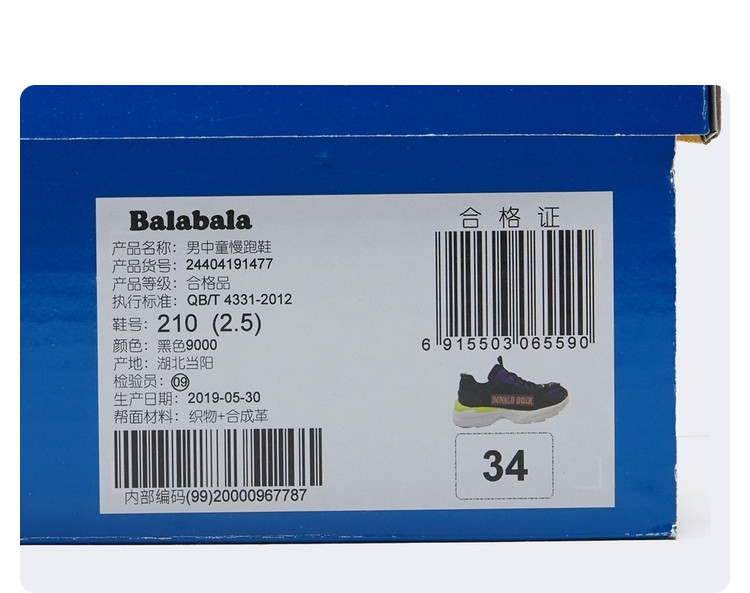 Balabala
产品名称：男中童慢跑鞋
产品货号：24404191477
产品等级：合格品
执行标准：QB/T 4331-2012
鞋号：210 (2.5)
颜色：黑色9000
产地：湖北当阳
检验员：09
生产日期：2019-05-30
帮面材料：织物+合成革
内部编码(99)20000967787
合格证
6 915503 065590
DONALD DUCK
34